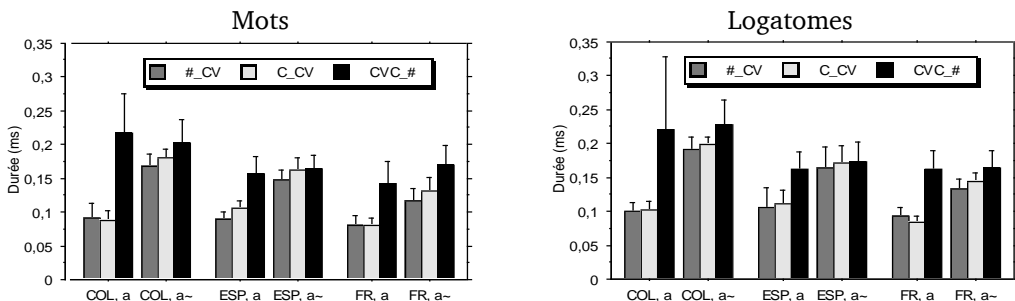 Mots
Durée (ms)
0,35
0,3
0,25
0,2
0,15
0,1
0,05
0
#_CV C_CV CVC_#
COL, a COL, a~ ESP, a ESP, a~ FR, a FR, a~
Logatomes
Durée (ms)
0,35
0,3
0,25
0,2
0,15
0,1
0,05
0
#_CV C_CV CVC_#
COL, a COL, a~ ESP, a ESP, a~ FR, a FR, a~